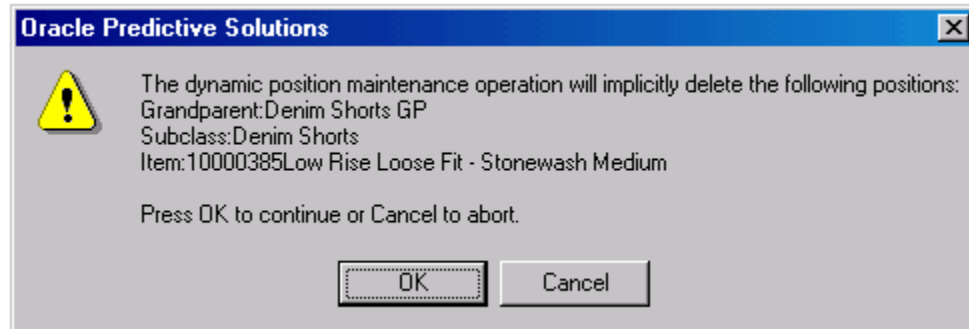 Oracle Predictive Solutions
The dynamic position maintenance operation will implicitly delete the following positions:
Grandparent:Denim Shorts GP
Subclass:Denim Shorts
Item:10000385Low Rise Loose Fit - Stonewash Medium
Press OK to continue or Cancel to abort.
OK
Cancel